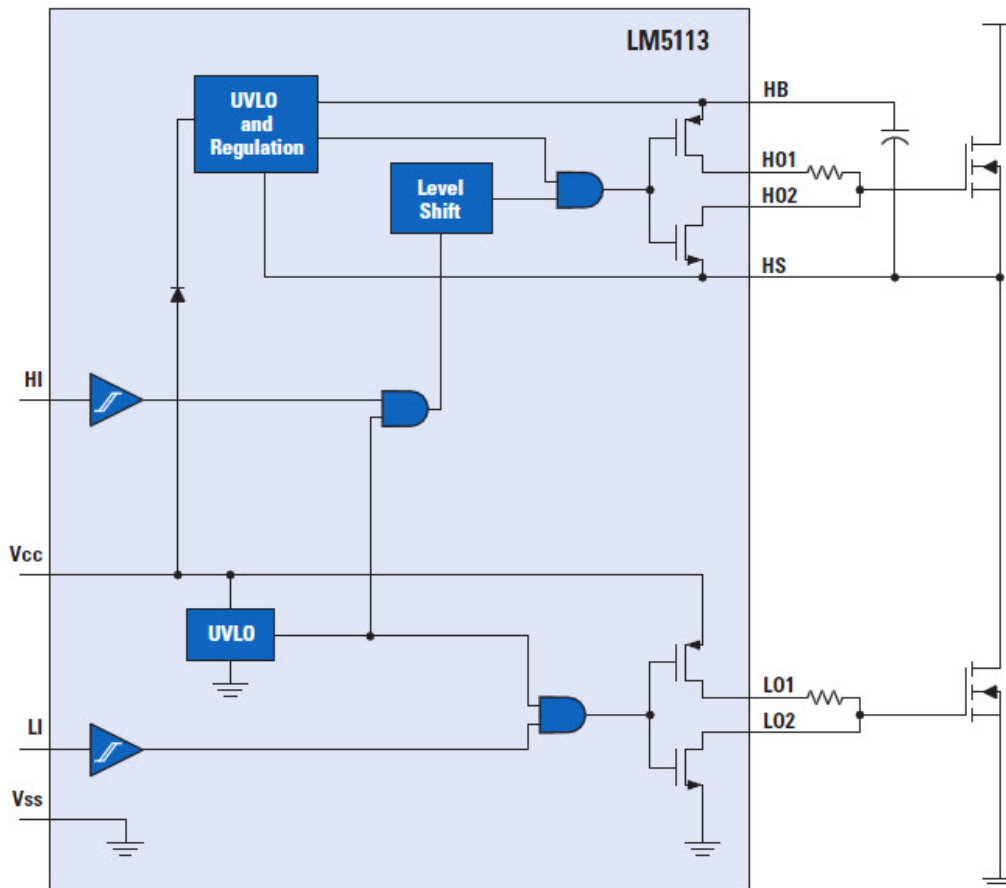 LM5113
UVLO
and
Regulation
HB
Level
Shift
HO1
HO2
HS
HI
Vcc
UVLO
LO1
LO2
LI
Vss